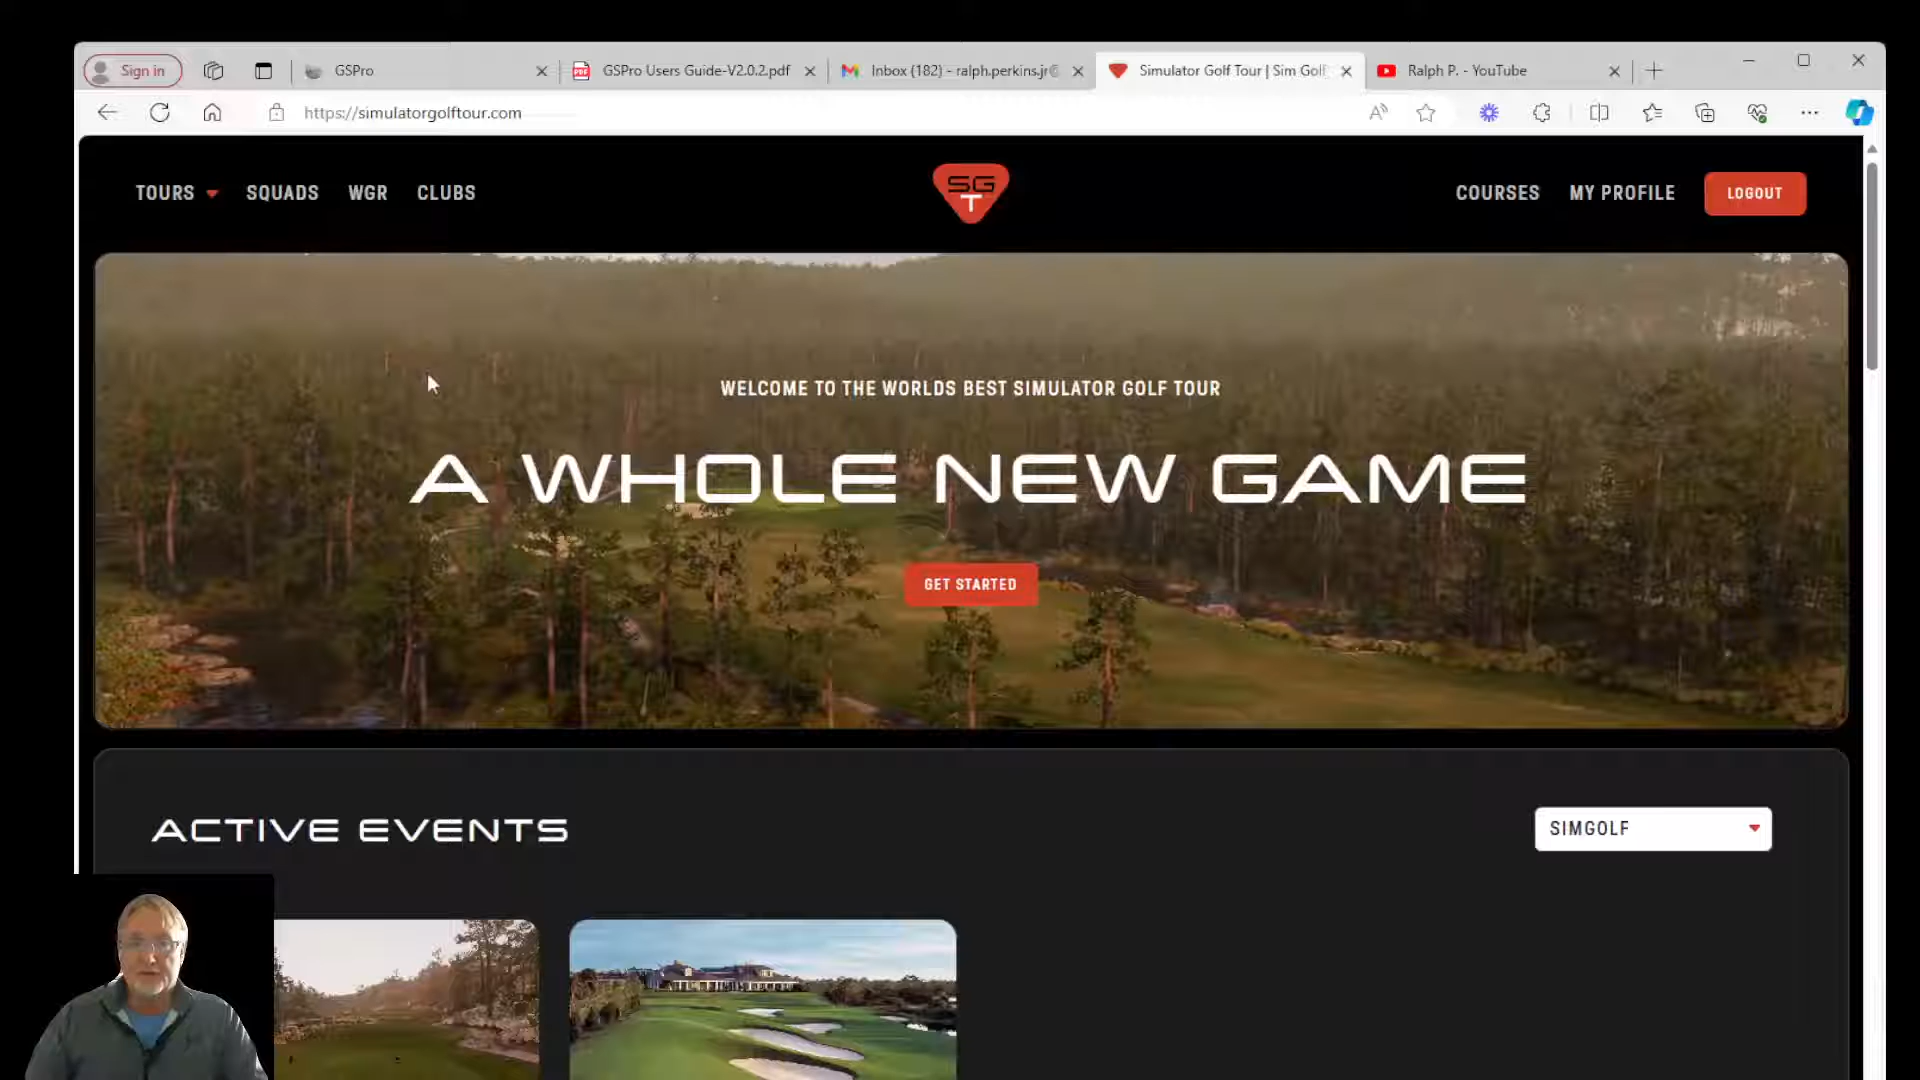 Sign in
GSPro
GSPro Users Guide-V2.0.2.pdf
Inbox (182) - ralph.perkins.jr@
Simulator Golf Tour | Sim Golf
Ralph P. - YouTube
https://simulatorgolftour.com
TOURS
SQUADS
WGR
CLUBS
SGT
COURSES
MY PROFILE
LOGOUT
WELCOME TO THE WORLDS BEST SIMULATOR GOLF TOUR
A WHOLE NEW GAME
GET STARTED
ACTIVE EVENTS
SIMGOLF